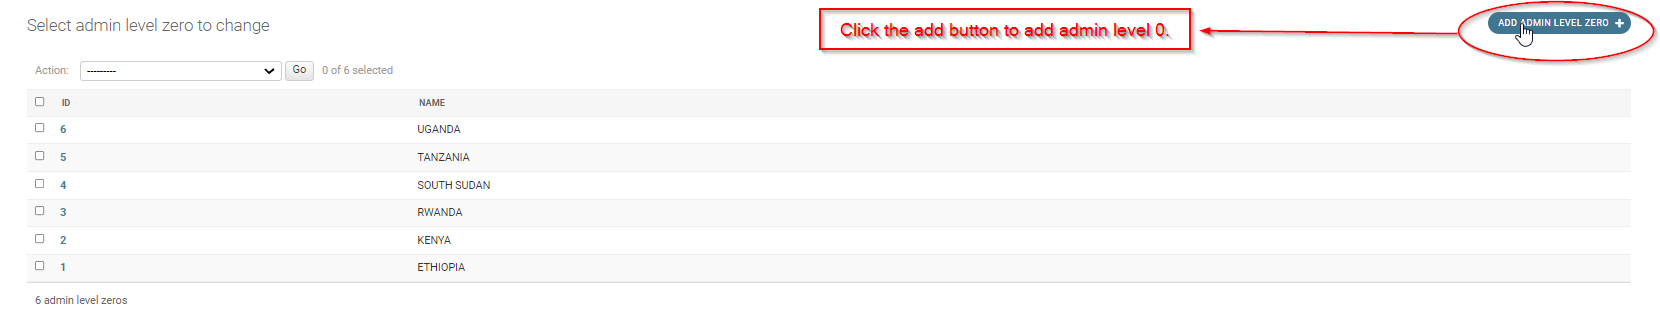 Select admin level zero to change
Click the add button to add admin level 0.
ADD ADMIN LEVEL ZERO +
Action: --------- Go 0 of 6 selected
ID NAME
6 UGANDA
5 TANZANIA
4 SOUTH SUDAN
3 RWANDA
2 KENYA
1 ETHIOPIA
6 admin level zeros